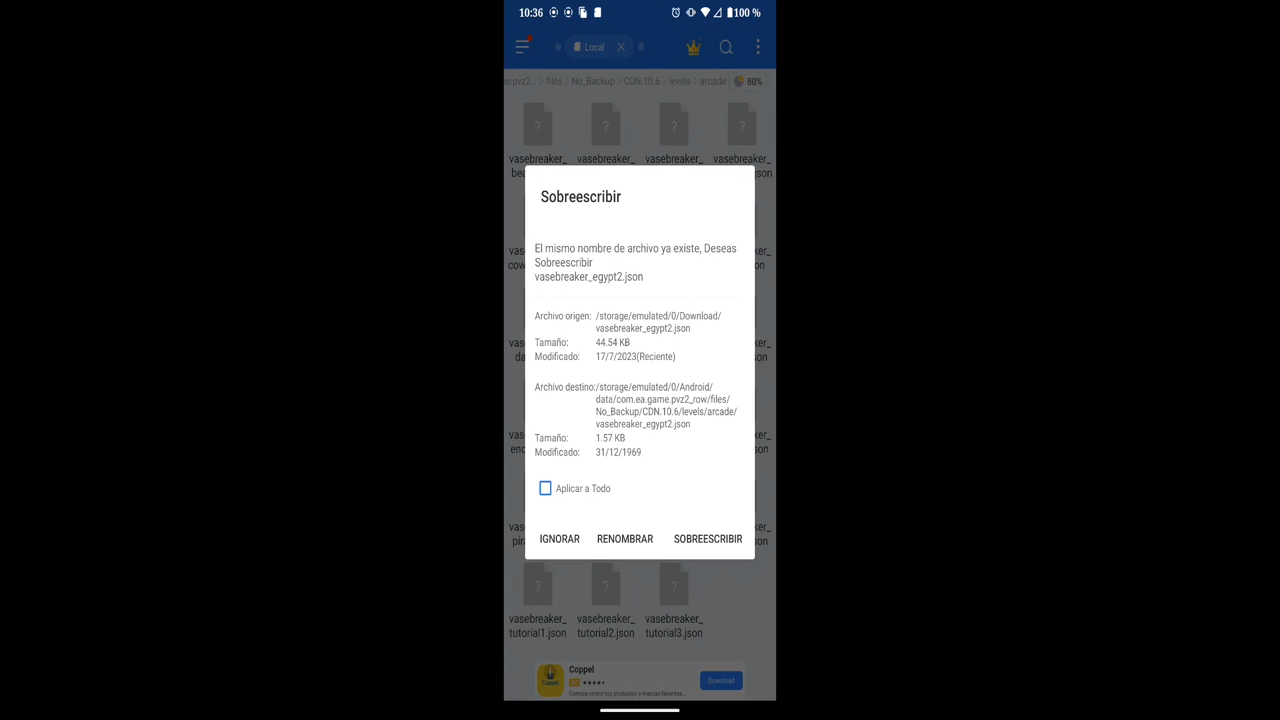 10:36
100 %
Local
files > No_Backup > CDN.10.6 > levels > arcade
80%
vasebreaker_ vasebreaker_ vasebreaker_ vasebreaker_
Sobreescribir
El mismo nombre de archivo ya existe, Deseas
Sobreescribir
vasebreaker_egypt2.json
Archivo origen: /storage/emulated/0/Download/
vasebreaker_egypt2.json
Tamaño: 44.54 KB
Modificado: 17/7/2023(Reciente)
Archivo destino:/storage/emulated/0/Android/
data/com.ea.game.pvz2_row/files/
No_Backup/CDN.10.6/levels/arcade/
vasebreaker_egypt2.json
Tamaño: 1.57 KB
Modificado: 31/12/1969
Aplicar a Todo
IGNORAR RENOMBRAR SOBREESCRIBIR
vasebreaker_ vasebreaker_ vasebreaker_
tutorial1.json tutorial2.json tutorial3.json
Coppel
Download